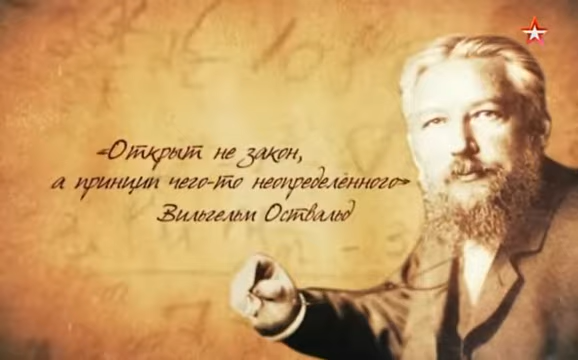 «Открыт не закон,
а принцип чего-то неопределённого»
Вильгельм Оствальд